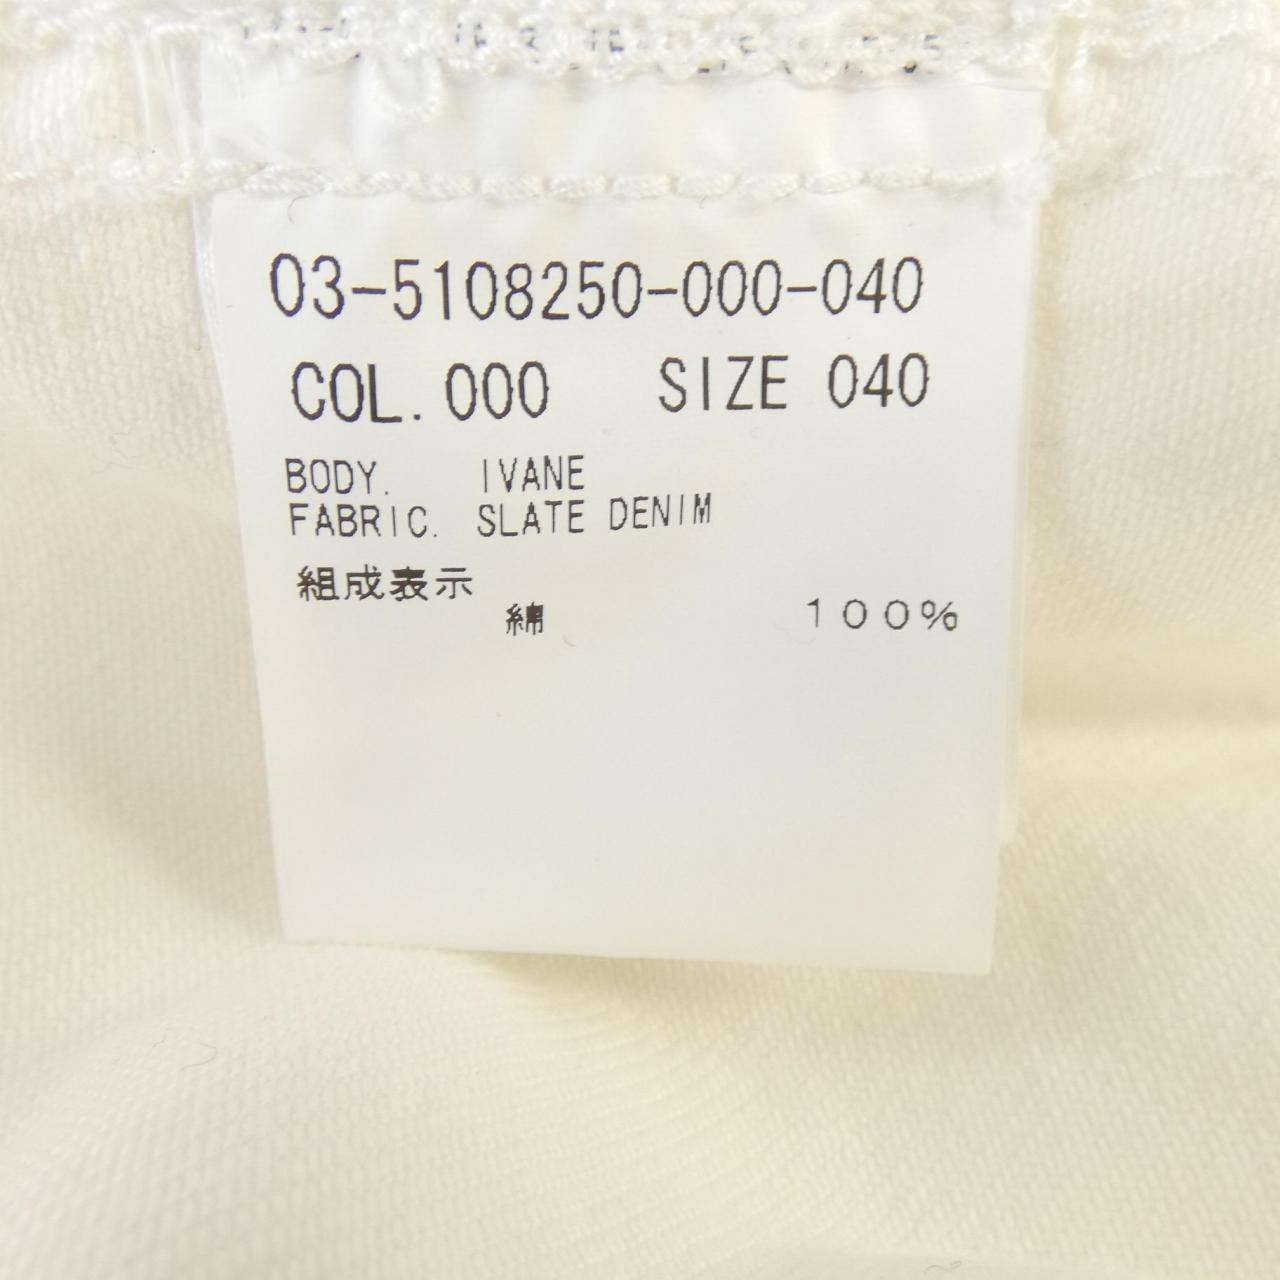 03-5108250-000-040
COL.000 SIZE 040
BODY. IVANE
FABRIC. SLATE DENIM
組成表示
綿 100%